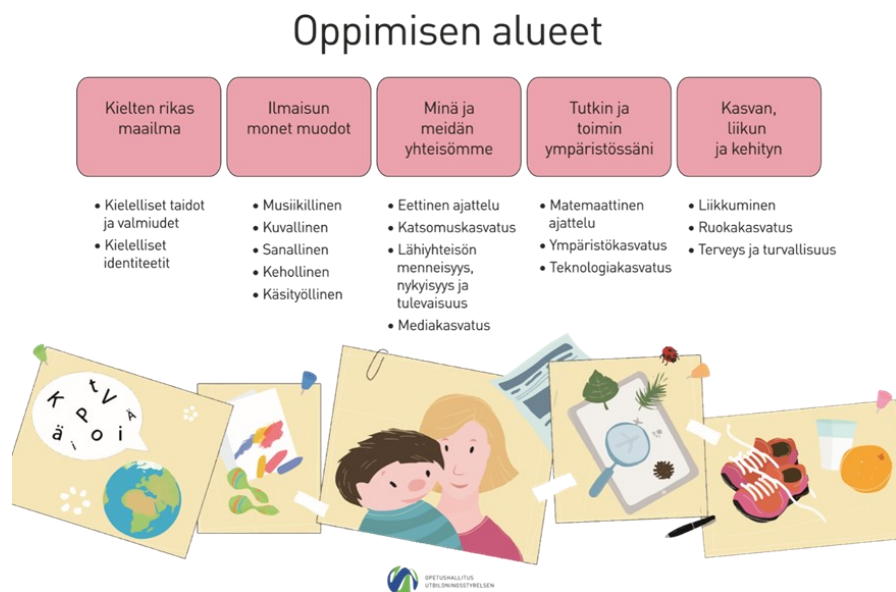 Oppimisen alueet
Kielten rikas
maailma
Ilmaisun
monet muodot
Minä ja
meidän
yhteisömme
Tutkin ja
toimin
ympäristössäni
Kasvan,
liikun
ja kehityn
• Kielelliset taidot
ja valmiudet
• Kielelliset
identiteetit
• Musiikillinen
• Kuvallinen
• Sanallinen
• Kehollinen
• Käsityöllinen
• Eettinen ajattelu
• Katsomuskasvatus
• Lähiyhteisön
menneisyys,
nykyisyys ja
tulevaisuus
• Mediakasvatus
• Matemaattinen
ajattelu
• Ympäristökasvatus
• Teknologiakasvatus
• Liikkuminen
• Ruokakasvatus
• Terveys ja turvallisuus
K t V
P Ä
ä i o i
OPETUSHALLITUS
UTBILDNINGSSTYRELSEN